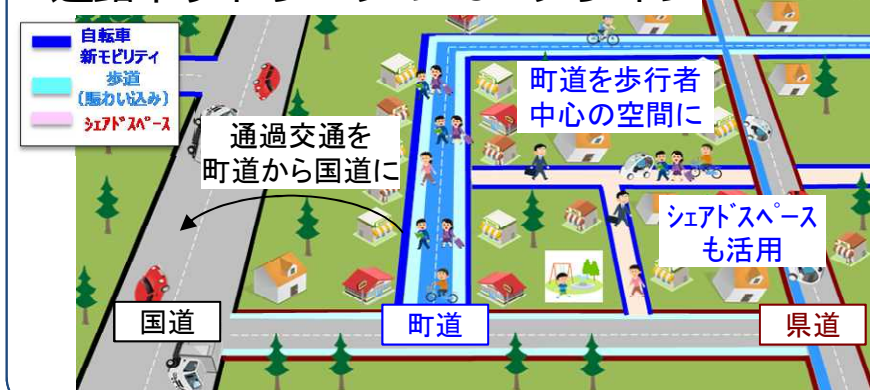 自転車
新モビリティ
歩道
(賑わい込み)
シェアドスペース
通過交通を
町道から国道に
町道を歩行者
中心の空間に
シェアドスペース
も活用
国道
町道
県道